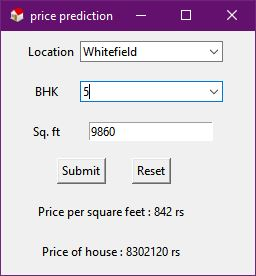 price prediction
Location Whitefield
BHK 5
Sq. ft 9860
Submit Reset
Price per square feet : 842 rs
Price of house : 8302120 rs